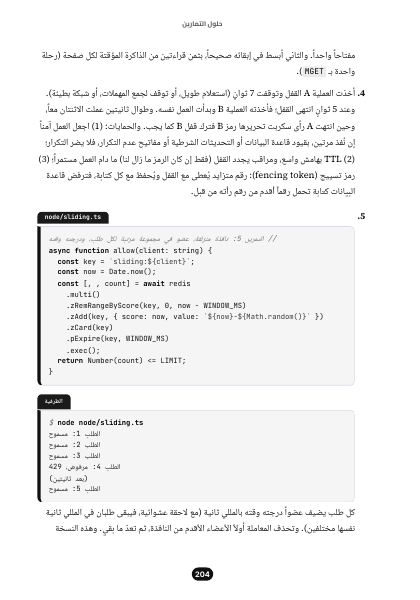 حلول التمارين
مفتاحاً واحداً. والثاني أبسط في إبقائه صحيحاً، بثمن قراءتين من الذاكرة المؤقتة لكل صفحة (رحلة
واحدة بـ MGET).
4. أخذت العملية A القفل وتوقفت 7 ثوانٍ (استعلام طويل، أو توقف لجمع المهملات، أو شبكة بطيئة).
وعند 5 ثوانٍ انتهى القفل؛ فأخذته العملية B وبدأت العمل نفسه. وطوال ثانيتين عملت الاثنتان معاً،
وحين انتهت A رأى سكربت تحريرها رمز B فترك قفل B كما يجب. والحمايات: (1) اجعل العمل آمناً
إن نُفذ مرتين، بقيود قاعدة البيانات أو التحديثات الشرطية أو مفاتيح عدم التكرار، فلا يضر التكرار؛
(2) TTL بهامش واسع، ومراقب يجدد القفل (فقط إن كان الرمز ما زال لنا) ما دام العمل مستمراً؛ (3)
رمز تسييج (fencing token): رقم متزايد يُعطى مع القفل ويُحفظ مع كل كتابة، فترفض قاعدة
البيانات كتابة تحمل رقماً أقدم من رقم رأته من قبل.
5.
node/sliding.ts
// التمرين 5: نافذة منزلقة، عضو في مجموعة مرتبة لكل طلب، ودرجته وقته
async function allow(client: string) {
const key = `sliding:${client}`;
const now = Date.now();
const [, , count] = await redis
.multi()
.zRemRangeByScore(key, 0, now - WINDOW_MS)
.zAdd(key, { score: now, value: `${now}-${Math.random()}` })
.zCard(key)
.pExpire(key, WINDOW_MS)
.exec();
return Number(count) <= LIMIT;
}
الطرفية
$ node node/sliding.ts
الطلب 1: مسموح
الطلب 2: مسموح
الطلب 3: مسموح
الطلب 4: مرفوض، 429
(بعد ثانيتين)
الطلب 5: مسموح
كل طلب يضيف عضواً درجته وقته بالمللي ثانية (مع لاحقة عشوائية، فيبقى طلبان في المللي ثانية
نفسها مختلفين). وتحذف المعاملة أولاً الأعضاء الأقدم من النافذة، ثم تعدّ ما بقي. وهذه النسخة
204